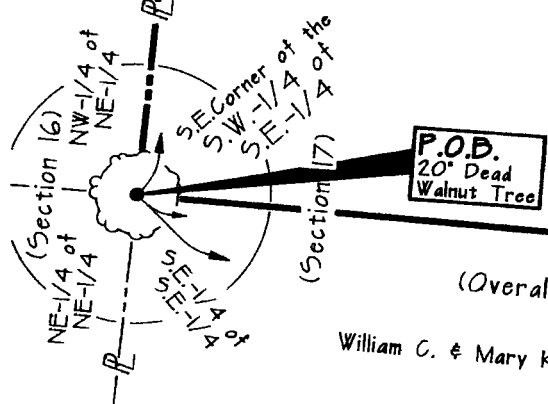 PL
NW-1/4 of
NE-1/4
(Section 16)
NE-1/4 of
NE-1/4
S.E. Corner of the
S.W.-1/4 of
S.E.-1/4
(Section 17)
S.E.-1/4 of
S.E.-1/4
P.O.B.
20" Dead
Walnut Tree
(Overal
William C. & Mary K
PL